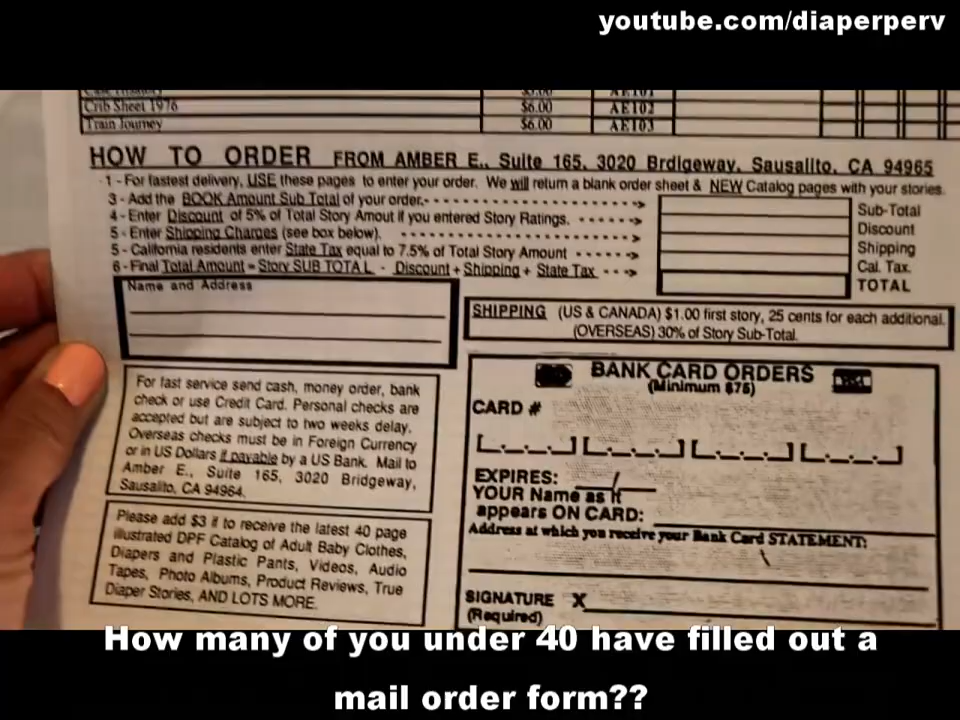 youtube.com/diaperperv
Crib Sheet 1976 $6.00 AE102
Train Journey $6.00 AE103
HOW TO ORDER FROM AMBER E., Suite 165, 3020 Brdigeway, Sausalito, CA 94965
1 - For fastest delivery, USE these pages to enter your order. We will return a blank order sheet & NEW Catalog pages with your stories.
3 - Add the BOOK Amount Sub Total of your order. Sub-Total
4 - Enter Discount of 5% of Total Story Amout if you entered Story Ratings. Discount
5 - Enter Shipping Charges (see box below). Shipping
5 - California residents enter State Tax equal to 7.5% of Total Story Amount Cal. Tax.
6 - Final Total Amount = Story SUB TOTAL - Discount + Shipping + State Tax TOTAL
Name and Address
SHIPPING (US & CANADA) $1.00 first story, 25 cents for each additional.
(OVERSEAS) 30% of Story Sub-Total.
For fast service send cash, money order, bank
check or use Credit Card. Personal checks are
accepted but are subject to two weeks delay.
Overseas checks must be in Foreign Currency
or in US Dollars if payable by a US Bank. Mail to
Amber E., Suite 165, 3020 Bridgeway,
Sausalito, CA 94964.
Please add $3 if to receive the latest 40 page
illustrated DPF Catalog of Adult Baby Clothes,
Diapers and Plastic Pants, Videos, Audio
Tapes, Photo Albums, Product Reviews, True
Diaper Stories, AND LOTS MORE.
BANK CARD ORDERS
(Minimum $75)
CARD #
EXPIRES: /
YOUR Name as it
appears ON CARD:
Address at which you receive your Bank Card STATEMENT:
SIGNATURE X
(Required)
How many of you under 40 have filled out a
mail order form??